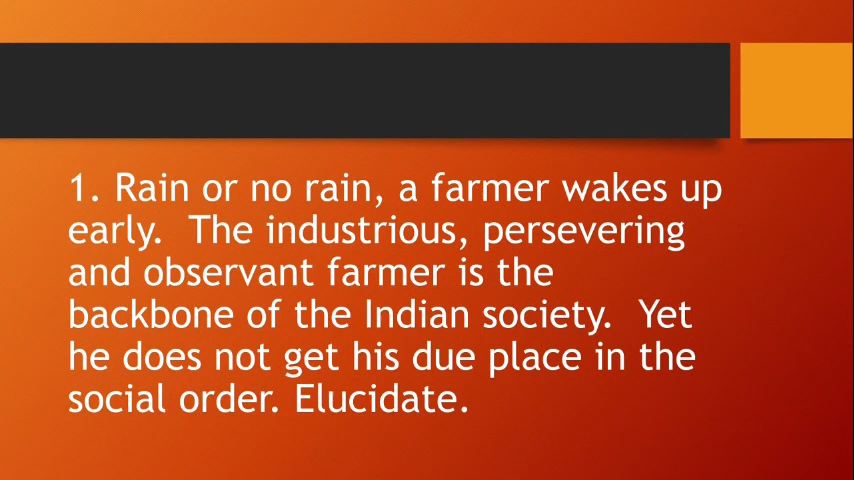 1. Rain or no rain, a farmer wakes up
early.  The industrious, persevering
and observant farmer is the
backbone of the Indian society.  Yet
he does not get his due place in the
social order. Elucidate.